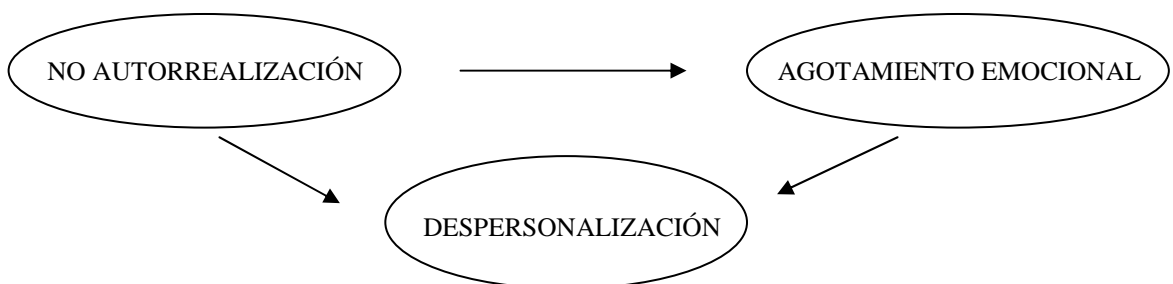 NO AUTORREALIZACIÓN
AGOTAMIENTO EMOCIONAL
DESPERSONALIZACIÓN